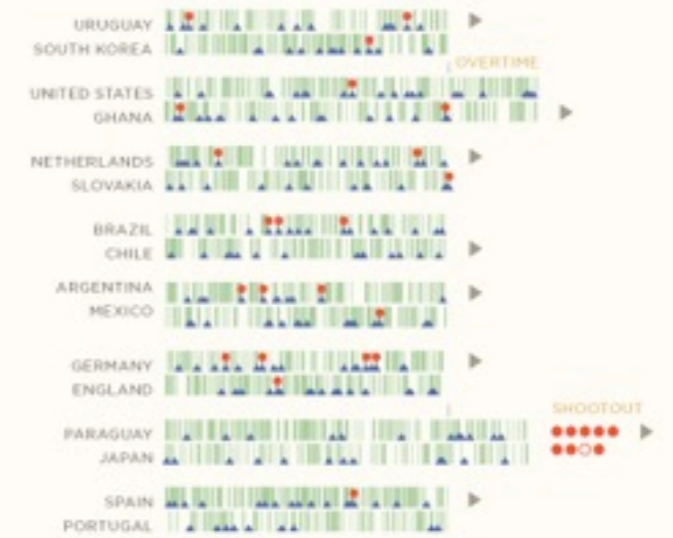 URUGUAY
SOUTH KOREA
OVERTIME
UNITED STATES
GHANA
NETHERLANDS
SLOVAKIA
BRAZIL
CHILE
ARGENTINA
MEXICO
GERMANY
ENGLAND
SHOOTOUT
PARAGUAY
JAPAN
SPAIN
PORTUGAL